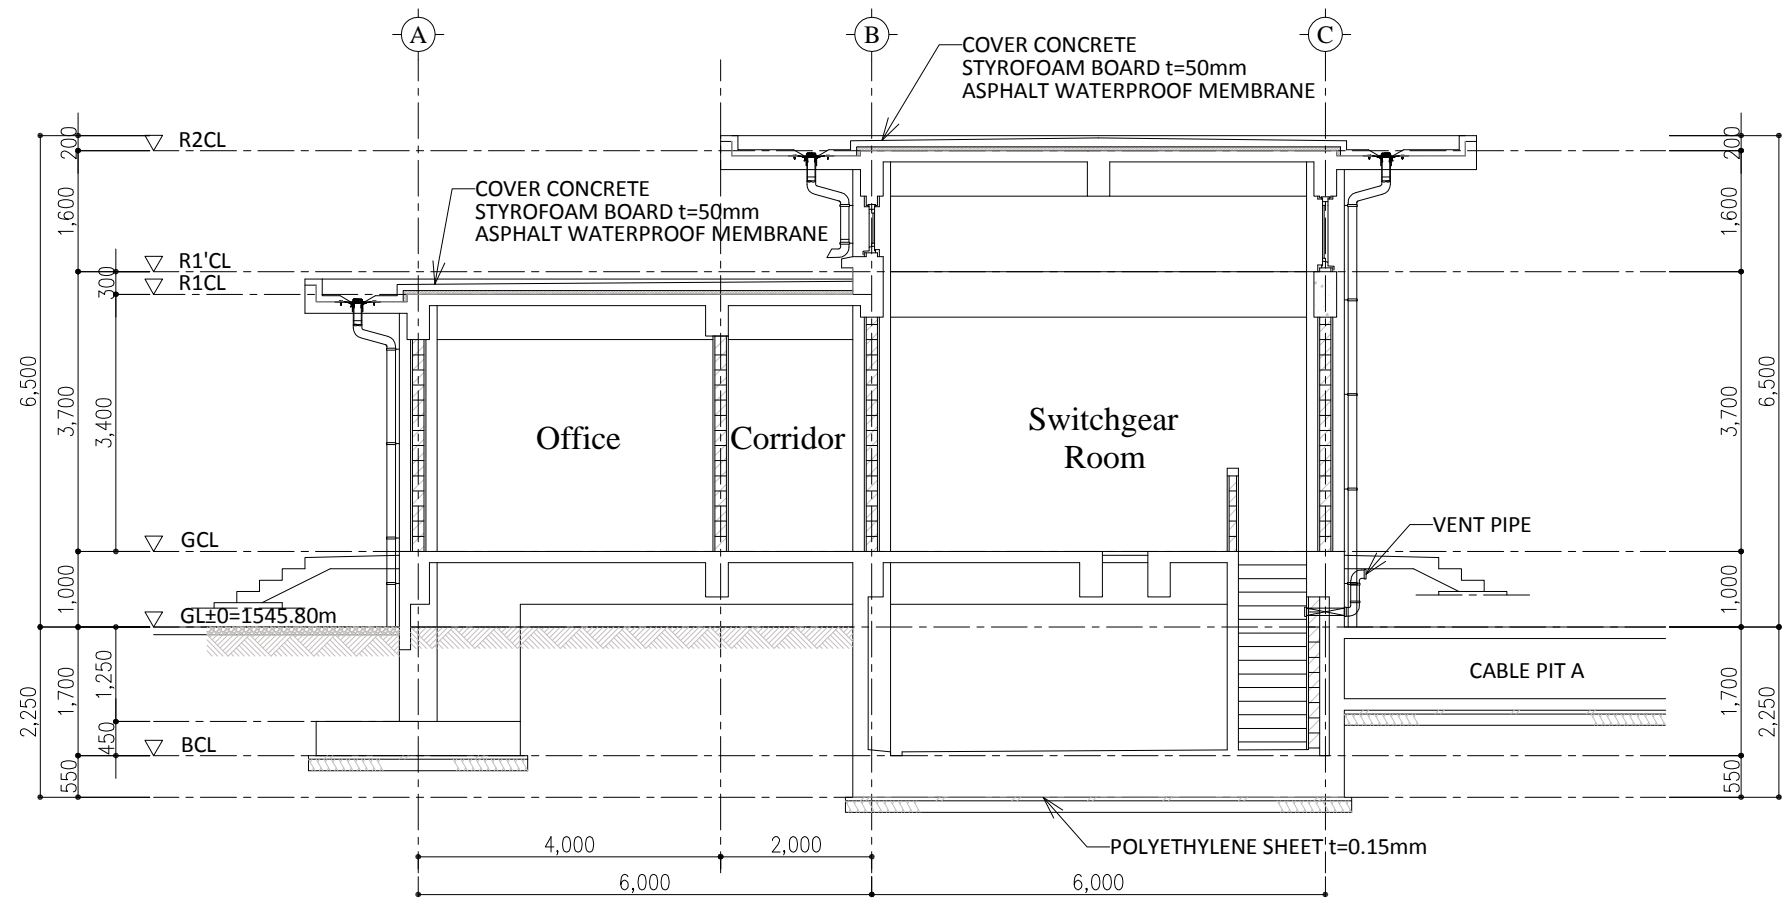 A
B
C
COVER CONCRETE
STYROFOAM BOARD t=50mm
ASPHALT WATERPROOF MEMBRANE
200
R2CL
200
1,600
COVER CONCRETE
STYROFOAM BOARD t=50mm
ASPHALT WATERPROOF MEMBRANE
1,600
R1'CL
300
R1CL
6,500
3,700
3,400
Office
Corridor
Switchgear
Room
3,700
6,500
GCL
VENT PIPE
1,000
1,000
GL±0=1545.80m
2,250
1,700
1,250
CABLE PIT A
1,700
2,250
450
BCL
550
550
4,000
2,000
POLYETHYLENE SHEET t=0.15mm
6,000
6,000